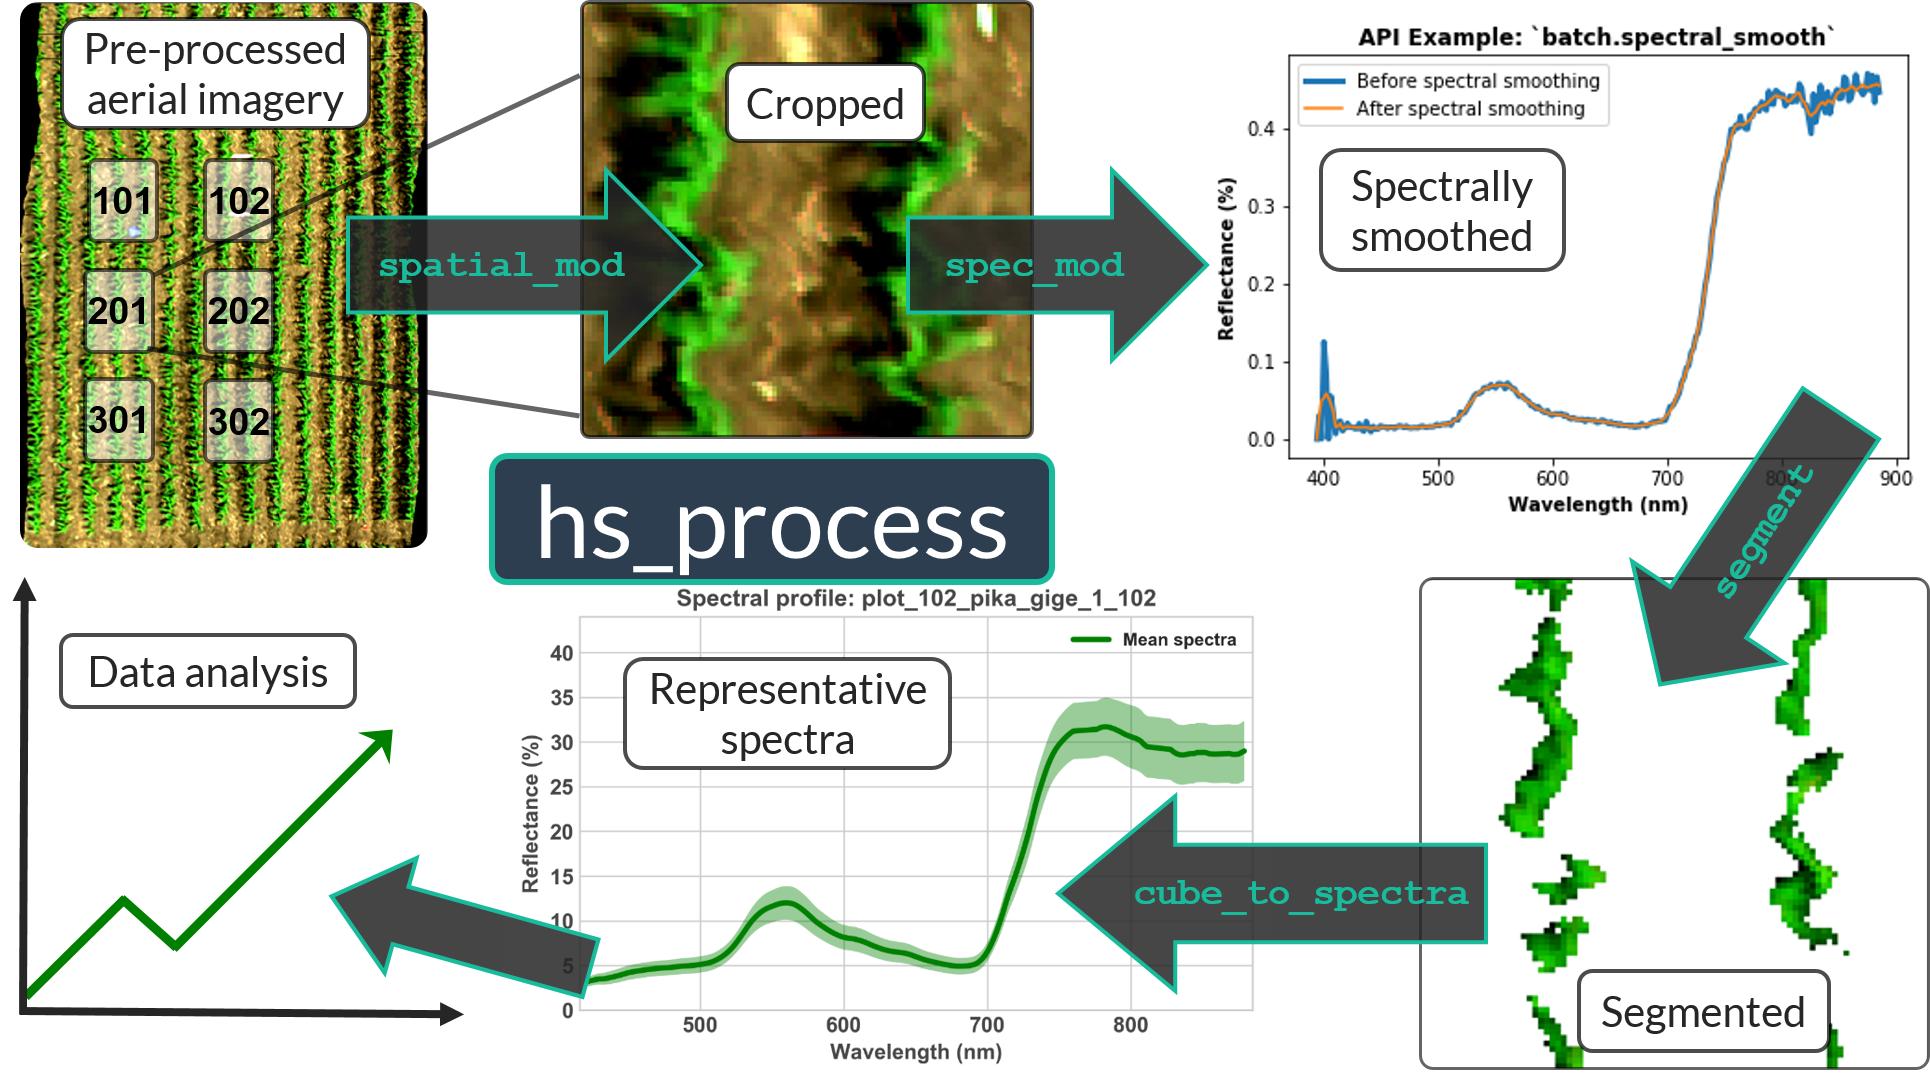 Pre-processed
aerial imagery
101
102
201
202
301
302
spatial_mod
Cropped
spec_mod
API Example: `batch.spectral_smooth`
Before spectral smoothing
After spectral smoothing
Spectrally
smoothed
Reflectance (%)
0.4
0.3
0.2
0.1
0.0
400
500
600
700
800
900
Wavelength (nm)
segment
hs_process
Segmented
cube_to_spectra
Spectral profile: plot_102_pika_gige_1_102
Mean spectra
Representative
spectra
Reflectance (%)
40
35
30
25
20
15
10
5
0
500
600
700
800
Wavelength (nm)
Data analysis